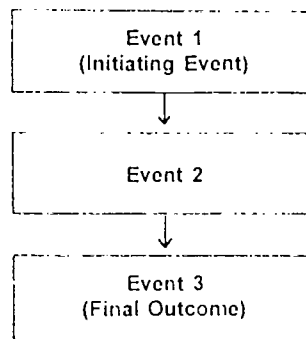 Event 1
(Initiating Event)
Event 2
Event 3
(Final Outcome)